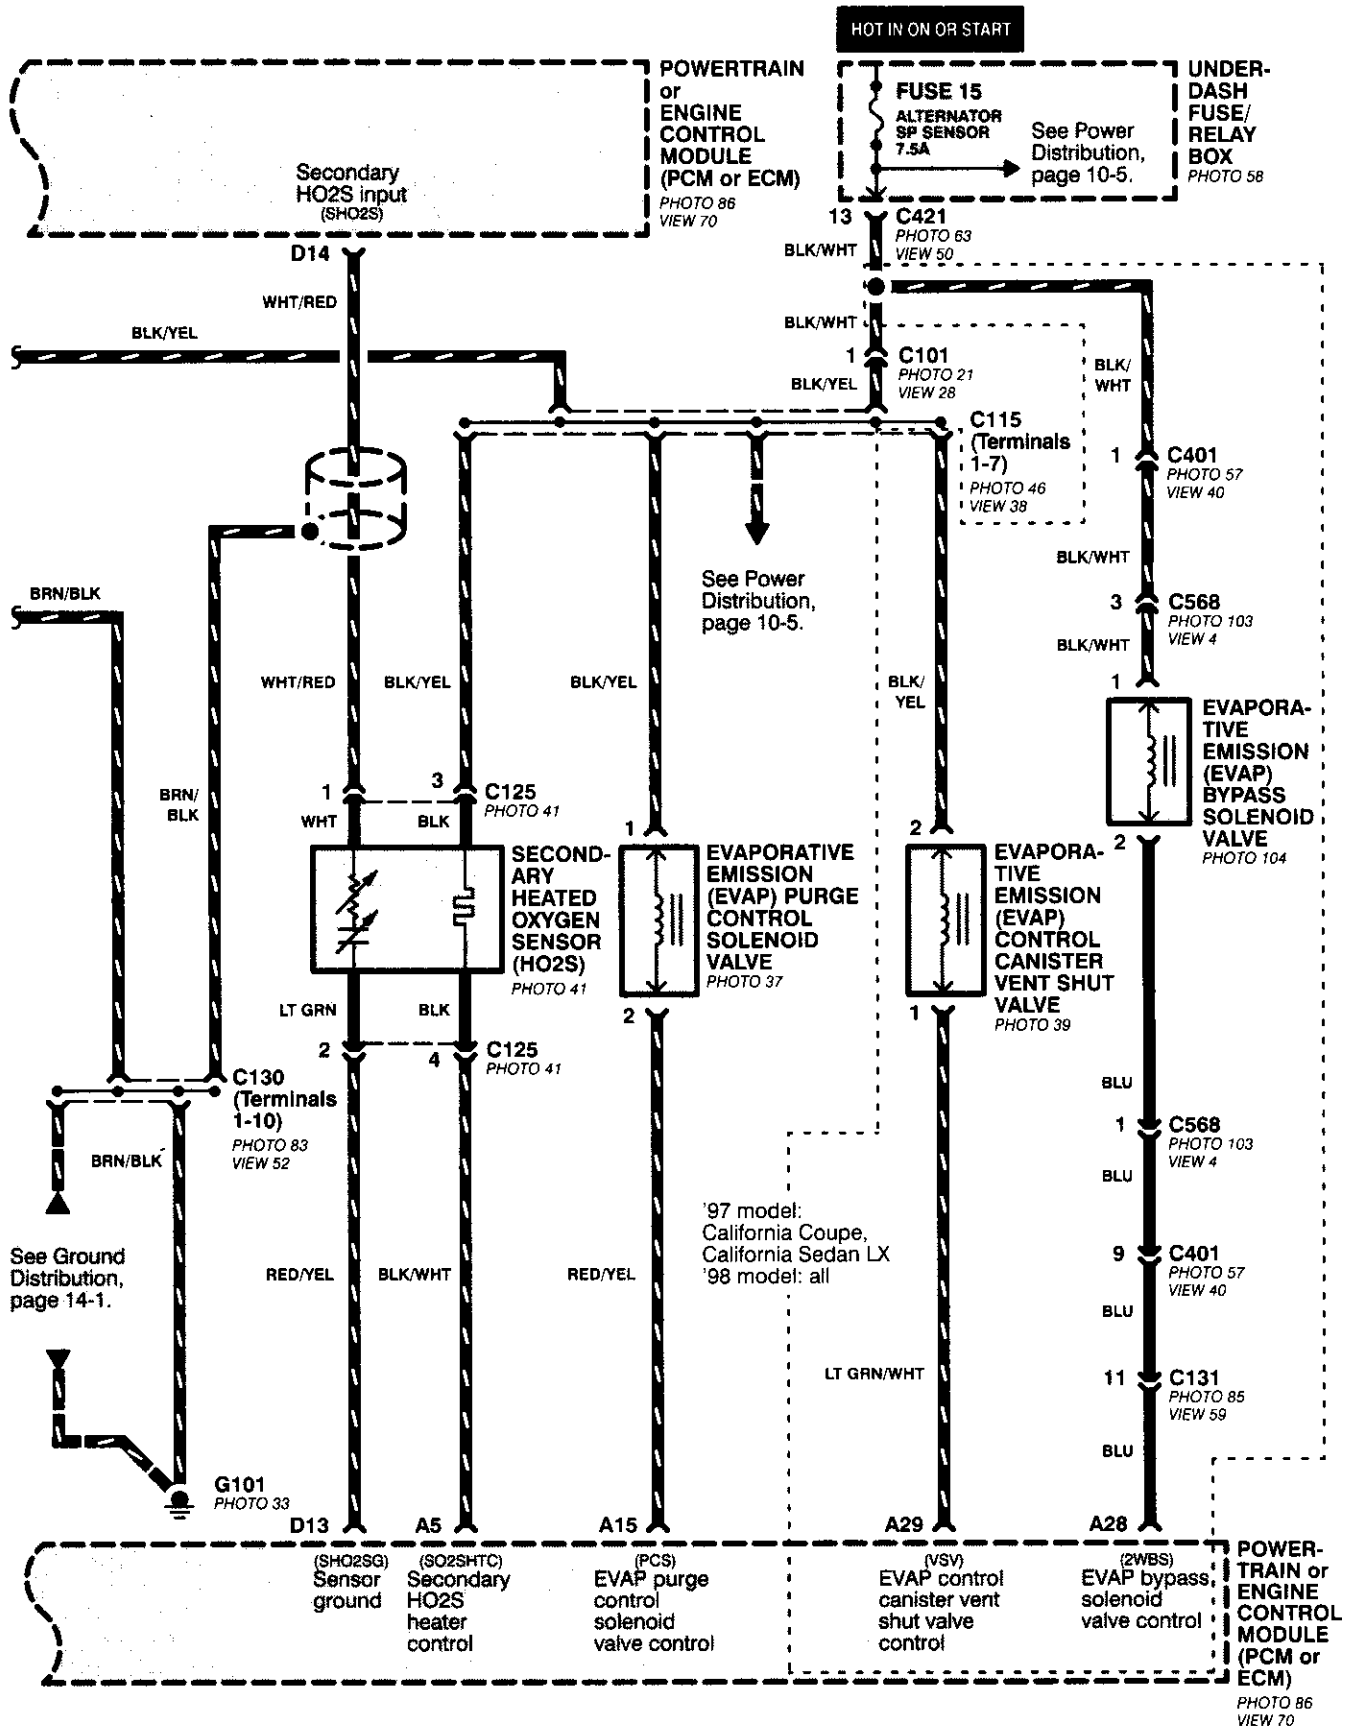 HOT IN ON OR START
POWERTRAIN
or
ENGINE
CONTROL
MODULE
(PCM or ECM)
PHOTO 86
VIEW 70
Secondary
HO2S input
(SHO2S)
D14
FUSE 15
ALTERNATOR
SP SENSOR
7.5A
See Power
Distribution,
page 10-5.
UNDER-
DASH
FUSE/
RELAY
BOX
PHOTO 58
13
C421
PHOTO 63
VIEW 50
BLK/WHT
WHT/RED
BLK/YEL
BLK/WHT
1
C101
PHOTO 21
VIEW 28
BLK/YEL
BLK/
WHT
C115
(Terminals
1-7)
PHOTO 46
VIEW 38
1
C401
PHOTO 57
VIEW 40
BLK/WHT
See Power
Distribution,
page 10-5.
BRN/BLK
3
C568
PHOTO 103
VIEW 4
BLK/WHT
WHT/RED
BLK/YEL
BLK/YEL
BLK/
YEL
1
EVAPORA-
TIVE
EMISSION
(EVAP)
BYPASS
SOLENOID
VALVE
PHOTO 104
2
BRN/
BLK
1
3
C125
PHOTO 41
WHT
BLK
1
2
SECOND-
ARY
HEATED
OXYGEN
SENSOR
(HO2S)
PHOTO 41
EVAPORATIVE
EMISSION
(EVAP) PURGE
CONTROL
SOLENOID
VALVE
PHOTO 37
EVAPORA-
TIVE
EMISSION
(EVAP)
CONTROL
CANISTER
VENT SHUT
VALVE
PHOTO 39
LT GRN
BLK
2
1
2
4
C125
PHOTO 41
C130
(Terminals
1-10)
PHOTO 83
VIEW 52
BLU
1
C568
PHOTO 103
VIEW 4
BRN/BLK
BLU
'97 model:
California Coupe,
California Sedan LX
'98 model: all
See Ground
Distribution,
page 14-1.
RED/YEL
BLK/WHT
RED/YEL
9
C401
PHOTO 57
VIEW 40
BLU
LT GRN/WHT
11
C131
PHOTO 85
VIEW 59
BLU
G101
PHOTO 33
D13
A5
A15
A29
A28
(SHO2SG)
Sensor
ground
(SO2SHTC)
Secondary
HO2S
heater
control
(PCS)
EVAP purge
control
solenoid
valve control
(VSV)
EVAP control
canister vent
shut valve
control
(2WBS)
EVAP bypass
solenoid
valve control
POWER-
TRAIN or
ENGINE
CONTROL
MODULE
(PCM or
ECM)
PHOTO 86
VIEW 70